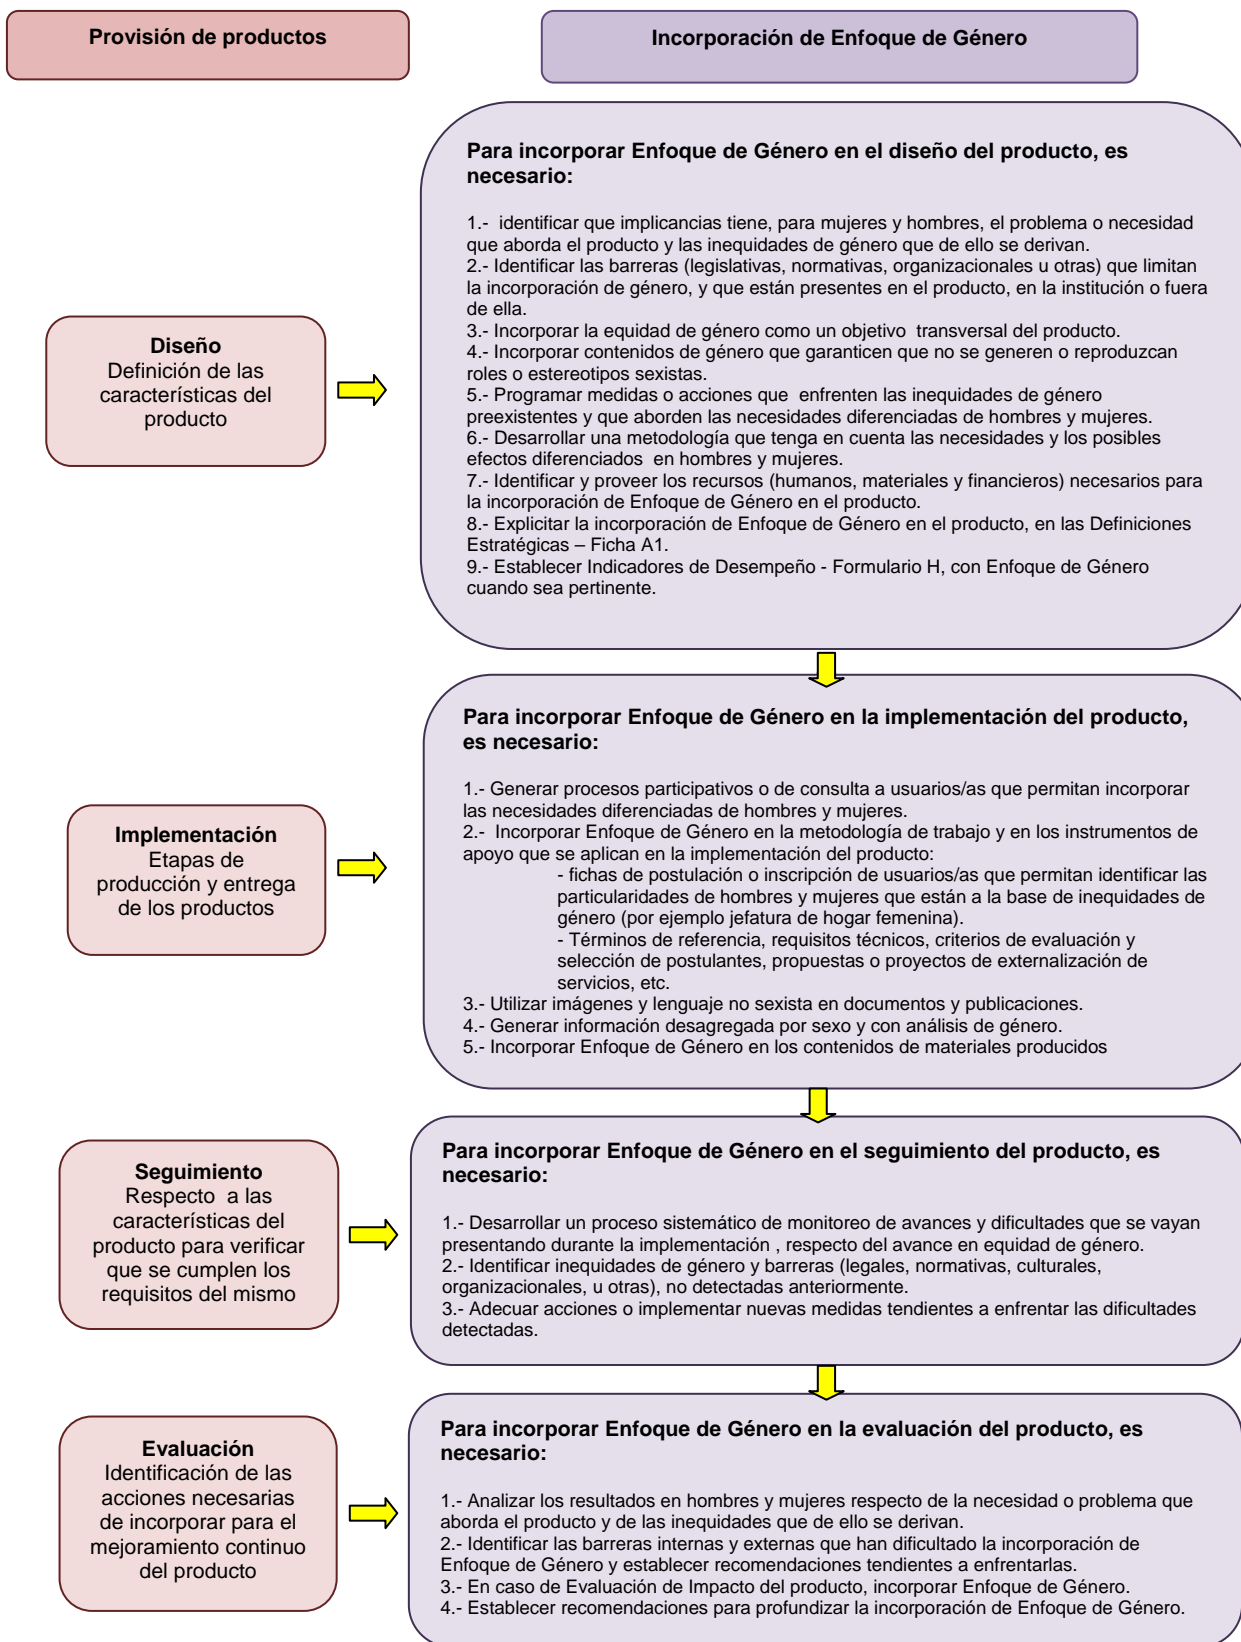 Provisión de productos
Incorporación de Enfoque de Género
Para incorporar Enfoque de Género en el diseño del producto, es
necesario:
1.-  identificar que implicancias tiene, para mujeres y hombres, el problema o necesidad
que aborda el producto y las inequidades de género que de ello se derivan.
2.- Identificar las barreras (legislativas, normativas, organizacionales u otras) que limitan
la incorporación de género, y que están presentes en el producto, en la institución o fuera
de ella.
3.- Incorporar la equidad de género como un objetivo  transversal del producto.
4.- Incorporar contenidos de género que garanticen que no se generen o reproduzcan
roles o estereotipos sexistas.
5.- Programar medidas o acciones que  enfrenten las inequidades de género
preexistentes y que aborden las necesidades diferenciadas de hombres y mujeres.
6.- Desarrollar una metodología que tenga en cuenta las necesidades y los posibles
efectos diferenciados  en hombres y mujeres.
7.- Identificar y proveer los recursos (humanos, materiales y financieros) necesarios para
la incorporación de Enfoque de Género en el producto.
8.- Explicitar la incorporación de Enfoque de Género en el producto, en las Definiciones
Estratégicas – Ficha A1.
9.- Establecer Indicadores de Desempeño - Formulario H, con Enfoque de Género
cuando sea pertinente.
Diseño
Definición de las
características del
producto
Para incorporar Enfoque de Género en la implementación del producto,
es necesario:
1.- Generar procesos participativos o de consulta a usuarios/as que permitan incorporar
las necesidades diferenciadas de hombres y mujeres.
2.-  Incorporar Enfoque de Género en la metodología de trabajo y en los instrumentos de
apoyo que se aplican en la implementación del producto:
- fichas de postulación o inscripción de usuarios/as que permitan identificar las
particularidades de hombres y mujeres que están a la base de inequidades de
género (por ejemplo jefatura de hogar femenina).
- Términos de referencia, requisitos técnicos, criterios de evaluación y
selección de postulantes, propuestas o proyectos de externalización de
servicios, etc.
3.- Utilizar imágenes y lenguaje no sexista en documentos y publicaciones.
4.- Generar información desagregada por sexo y con análisis de género.
5.- Incorporar Enfoque de Género en los contenidos de materiales producidos
Implementación
Etapas de
producción y entrega
de los productos
Para incorporar Enfoque de Género en el seguimiento del producto, es
necesario:
1.- Desarrollar un proceso sistemático de monitoreo de avances y dificultades que se vayan
presentando durante la implementación , respecto del avance en equidad de género.
2.- Identificar inequidades de género y barreras (legales, normativas, culturales,
organizacionales, u otras), no detectadas anteriormente.
3.- Adecuar acciones o implementar nuevas medidas tendientes a enfrentar las dificultades
detectadas.
Seguimiento
Respecto  a las
características del
producto para verificar
que se cumplen los
requisitos del mismo
Para incorporar Enfoque de Género en la evaluación del producto, es
necesario:
1.- Analizar los resultados en hombres y mujeres respecto de la necesidad o problema que
aborda el producto y de las inequidades que de ello se derivan.
2.- Identificar las barreras internas y externas que han dificultado la incorporación de
Enfoque de Género y establecer recomendaciones tendientes a enfrentarlas.
3.- En caso de Evaluación de Impacto del producto, incorporar Enfoque de Género.
4.- Establecer recomendaciones para profundizar la incorporación de Enfoque de Género.
Evaluación
Identificación de las
acciones necesarias
de incorporar para el
mejoramiento continuo
del producto